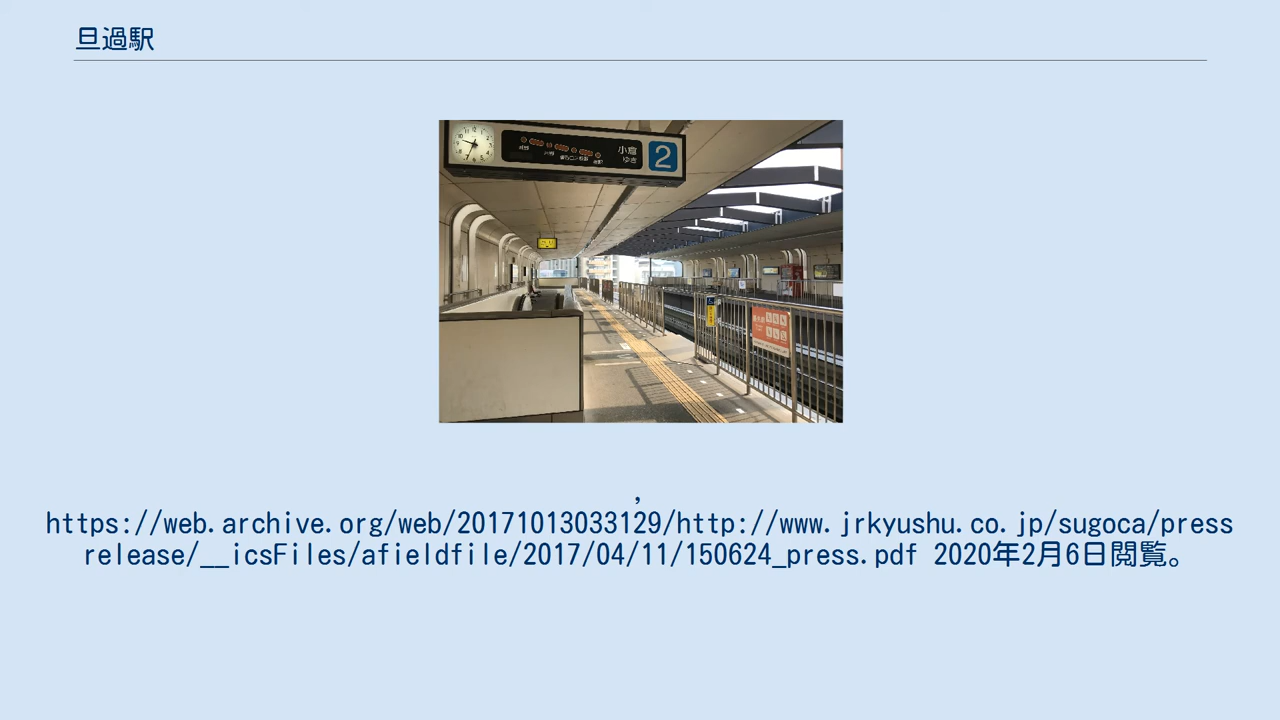 旦過駅
小倉
ゆき
2
,
https://web.archive.org/web/20171013033129/http://www.jrkyushu.co.jp/sugoca/press
release/__icsFiles/afieldfile/2017/04/11/150624_press.pdf 2020年2月6日閲覧。